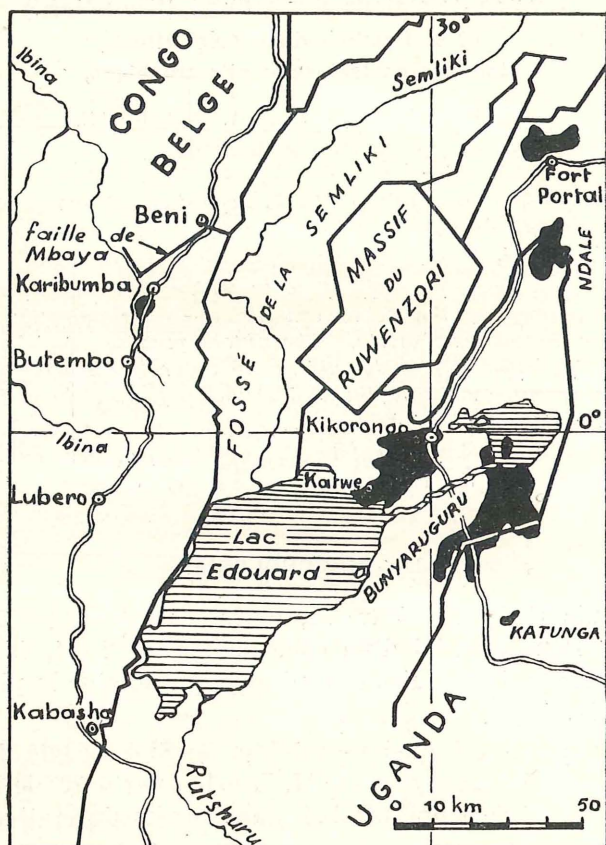 30°
Ibina
CONGO
BELGE
Semliki
Fort
Portal
Beni
faille de
Mbaya
Karibumba
FOSSÉ DE LA SEMLIKI
MASSIF
DU
RUWENZORI
NDALE
Butembo
Kikorongo
0°
Ibina
Katwe
Lubero
Lac
Edouard
BUNYARUGURU
KATUNGA
Kabasha
Rutshuru
UGANDA
0 10 km 50